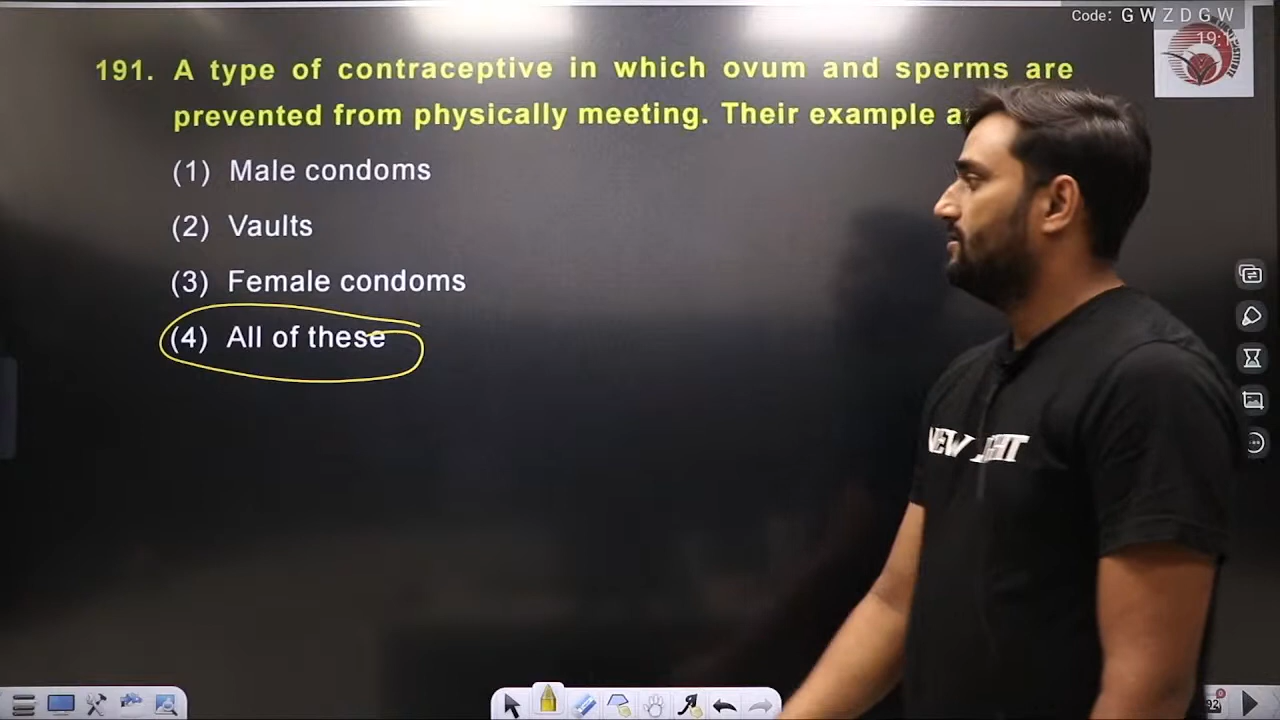 Code: G W Z D G W
191. A type of contraceptive in which ovum and sperms are
prevented from physically meeting. Their example
(1) Male condoms
(2) Vaults
(3) Female condoms
(4) All of these
NEW